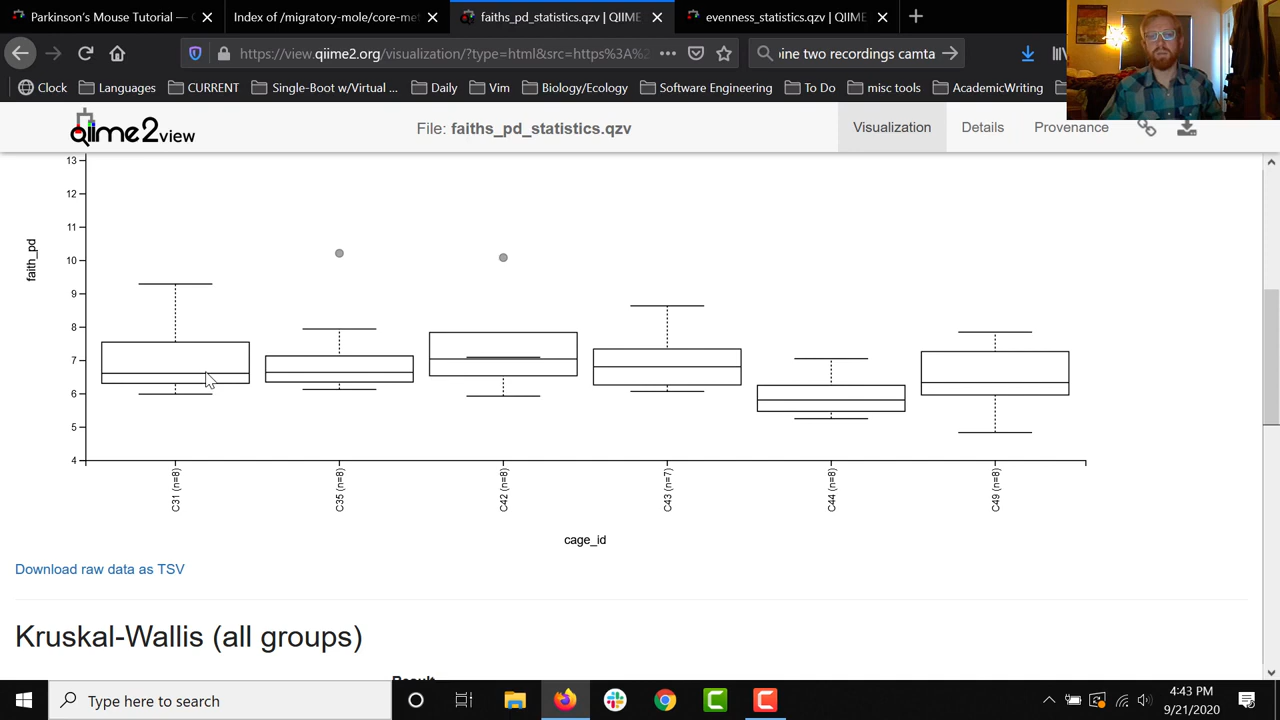 Parkinson's Mouse Tutorial —
Index of /migratory-mole/core-met
faiths_pd_statistics.qzv | QIIME
evenness_statistics.qzv | QIIME
https://view.qiime2.org/visualization/?type=html&src=https%3A%
ine two recordings camta
Clock
Languages
CURRENT
Single-Boot w/Vin...
Daily
Vim
Biology/Ecology
Software Engineering
To Do
misc tools
AcademicWriting
qiime2view
File: faiths_pd_statistics.qzv
Visualization
Details
Provenance
13
12
11
10
9
8
7
6
5
4
faith_pd
C31 (n=8)
C35 (n=8)
C42 (n=8)
C43 (n=7)
C44 (n=8)
C49 (n=8)
cage_id
Download raw data as TSV
Kruskal-Wallis (all groups)
Result
Type here to search
4:43 PM
9/21/2020